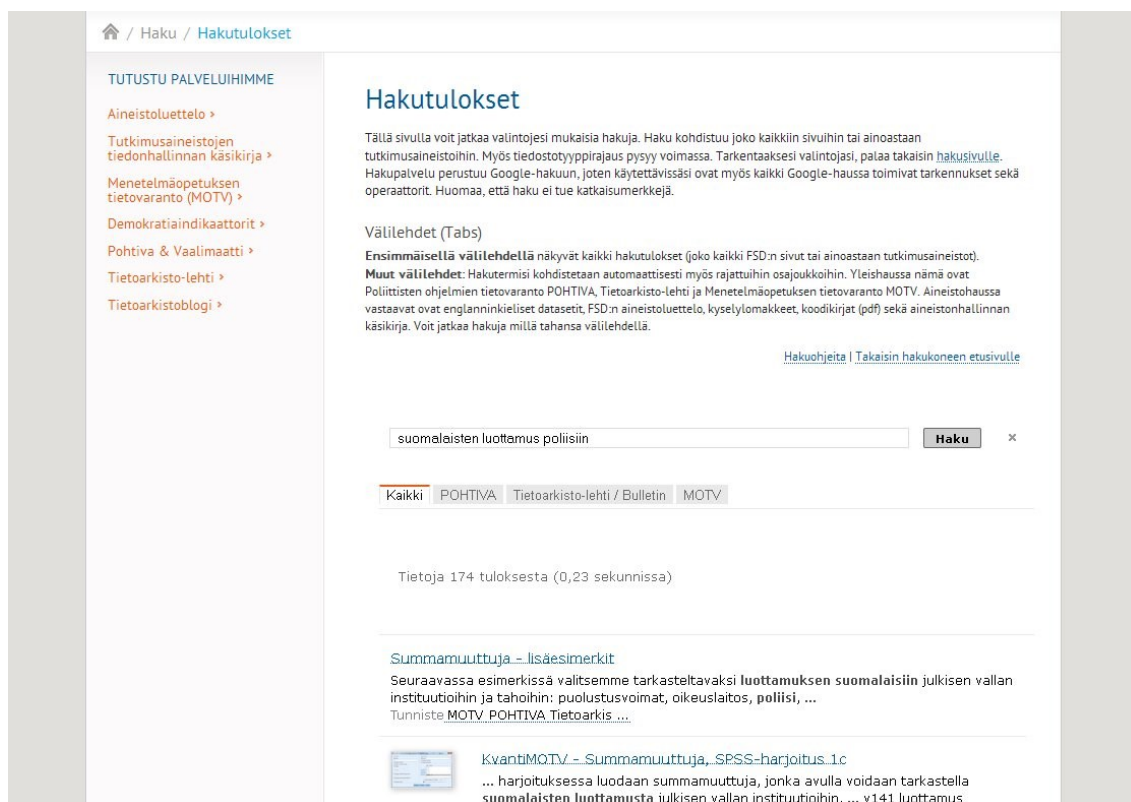 / Haku / Hakutulokset
TUTUSTU PALVELUIHIMME
Aineistoluettelo ›
Tutkimusaineistojen
tiedonhallinnan käsikirja ›
Menetelmäopetuksen
tietovaranto (MOTV) ›
Demokratiaindikaattorit ›
Pohtiva & Vaalimaatti ›
Tietoarkisto-lehti ›
Tietoarkistoblogi ›
Hakutulokset
Tällä sivulla voit jatkaa valintojesi mukaisia hakuja. Haku kohdistuu joko kaikkiin sivuihin tai ainoastaan
tutkimusaineistoihin. Myös tiedostotyyppirajaus pysyy voimassa. Tarkentaaksesi valintojasi, palaa takaisin hakusivulle.
Hakupalvelu perustuu Google-hakuun, joten käytettävissäsi ovat myös kaikki Google-haussa toimivat tarkennukset sekä
operaattorit. Huomaa, että haku ei tue katkaisumerkkejä.
Välilehdet (Tabs)
Ensimmäisellä välilehdellä näkyvät kaikki hakutulokset (joko kaikki FSD:n sivut tai ainoastaan tutkimusaineistot).
Muut välilehdet: Hakutermisi kohdistetaan automaattisesti myös rajattuihin osajoukkoihin. Yleishaussa nämä ovat
Poliittisten ohjelmien tietovaranto POHTIVA, Tietoarkisto-lehti ja Menetelmäopetuksen tietovaranto MOTV. Aineistohaussa
vastaavat ovat englanninkieliset datasetit, FSD:n aineistoluettelo, kyselylomakkeet, koodikirjat (pdf) sekä aineistonhallinnan
käsikirja. Voit jatkaa hakuja millä tahansa välilehdellä.
Hakuohjeita | Takaisin hakukoneen etusivulle
suomalaisten luottamus poliisiin Haku ×
Kaikki POHTIVA Tietoarkisto-lehti / Bulletin MOTV
Tietoja 174 tuloksesta (0,23 sekunnissa)
Summamuuttuja - lisäesimerkit
Seuraavassa esimerkissä valitsemme tarkasteltavaksi luottamuksen suomalaisiin julkisen vallan
instituutioihin ja tahoihin: puolustusvoimat, oikeuslaitos, poliisi, ...
Tunniste MOTV POHTIVA Tietoarkis ...
KvantiMOTV - Summamuuttuja, SPSS-harjoitus 1c
... harjoituksessa luodaan summamuuttuja, jonka avulla voidaan tarkastella
suomalaisten luottamusta julkisen vallan instituutioihin. ... v141 luottamus